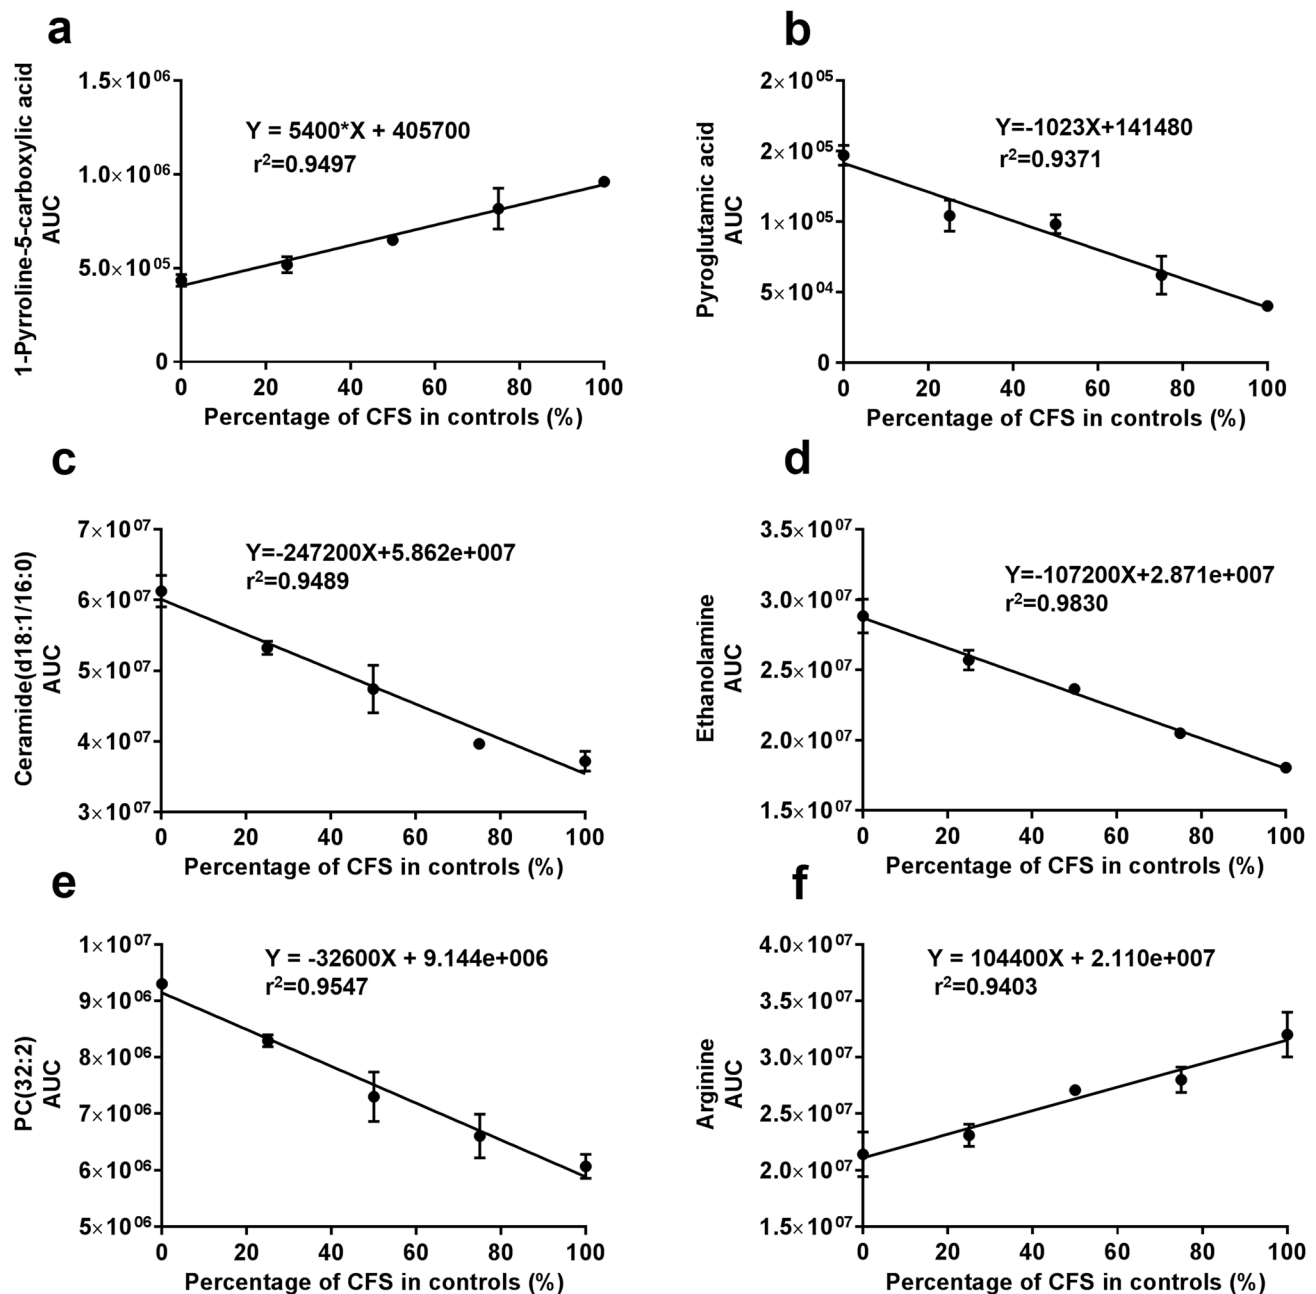 a
1-Pyrroline-5-carboxylic acid
AUC
1.5×10⁰⁶
1.0×10⁰⁶
5.0×10⁰⁵
0
Y = 5400*X + 405700
r²=0.9497
0 20 40 60 80 100
Percentage of CFS in controls (%)
b
Pyroglutamic acid
AUC
2×10⁰⁵
2×10⁰⁵
1×10⁰⁵
5×10⁰⁴
0
Y=-1023X+141480
r²=0.9371
0 20 40 60 80 100
Percentage of CFS in controls (%)
c
Ceramide(d18:1/16:0)
AUC
7×10⁰⁷
6×10⁰⁷
5×10⁰⁷
4×10⁰⁷
3×10⁰⁷
Y=-247200X+5.862e+007
r²=0.9489
0 20 40 60 80 100
Percentage of CFS in controls (%)
d
Ethanolamine
AUC
3.5×10⁰⁷
3.0×10⁰⁷
2.5×10⁰⁷
2.0×10⁰⁷
1.5×10⁰⁷
Y=-107200X+2.871e+007
r²=0.9830
0 20 40 60 80 100
Percentage of CFS in controls (%)
e
PC(32:2)
AUC
1×10⁰⁷
9×10⁰⁶
8×10⁰⁶
7×10⁰⁶
6×10⁰⁶
5×10⁰⁶
Y = -32600X + 9.144e+006
r²=0.9547
0 20 40 60 80 100
Percentage of CFS in controls (%)
f
Arginine
AUC
4.0×10⁰⁷
3.5×10⁰⁷
3.0×10⁰⁷
2.5×10⁰⁷
2.0×10⁰⁷
1.5×10⁰⁷
Y = 104400X + 2.110e+007
r²=0.9403
0 20 40 60 80 100
Percentage of CFS in controls (%)